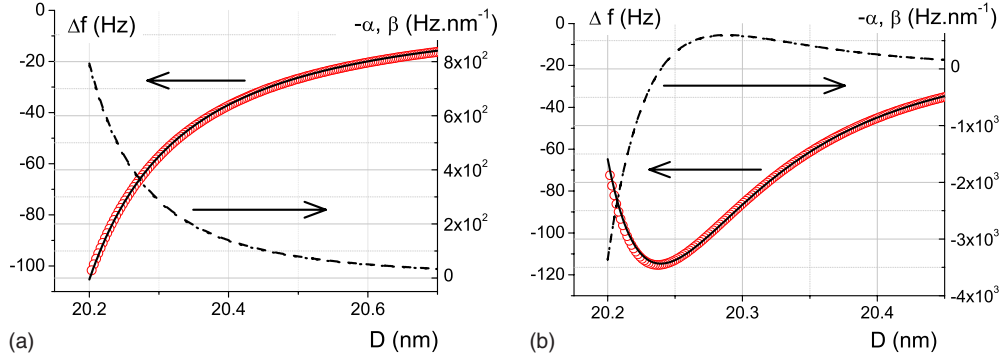 Δf (Hz)
-α, β (Hz.nm⁻¹)
0
-20
-40
-60
-80
-100
8x10²
6x10²
4x10²
2x10²
0
20.2
20.4
20.6
D (nm)
(a)
Δ f (Hz)
-α, β (Hz.nm⁻¹)
0
-20
-40
-60
-70
-80
-100
-120
0
-1x10³
-2x10³
-3x10³
-4x10³
20.2
20.3
20.4
D (nm)
(b)